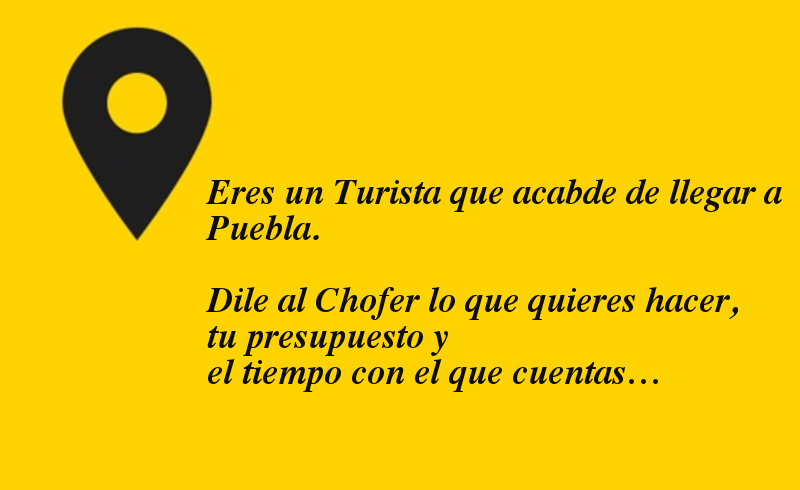 Eres un Turista que acabde de llegar a
Puebla.
Dile al Chofer lo que quieres hacer,
tu presupuesto y
el tiempo con el que cuentas…